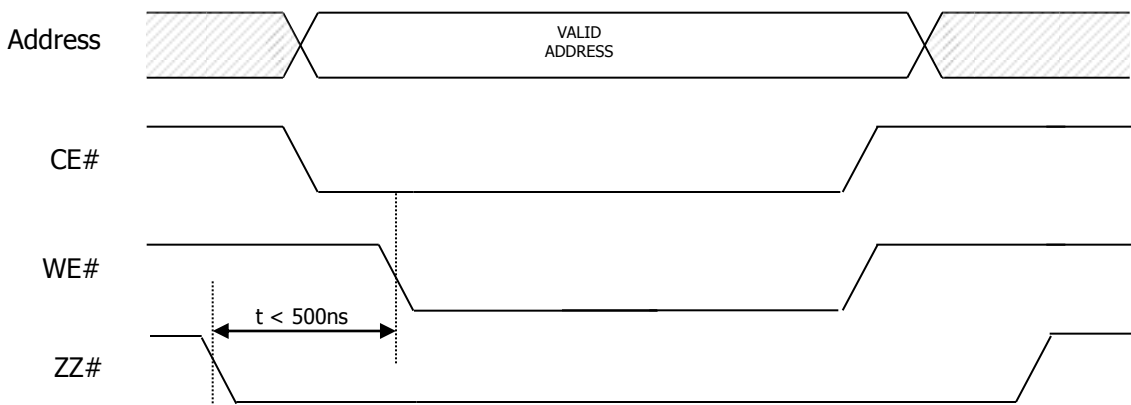 Address
VALID
ADDRESS
CE#
WE#
t < 500ns
ZZ#